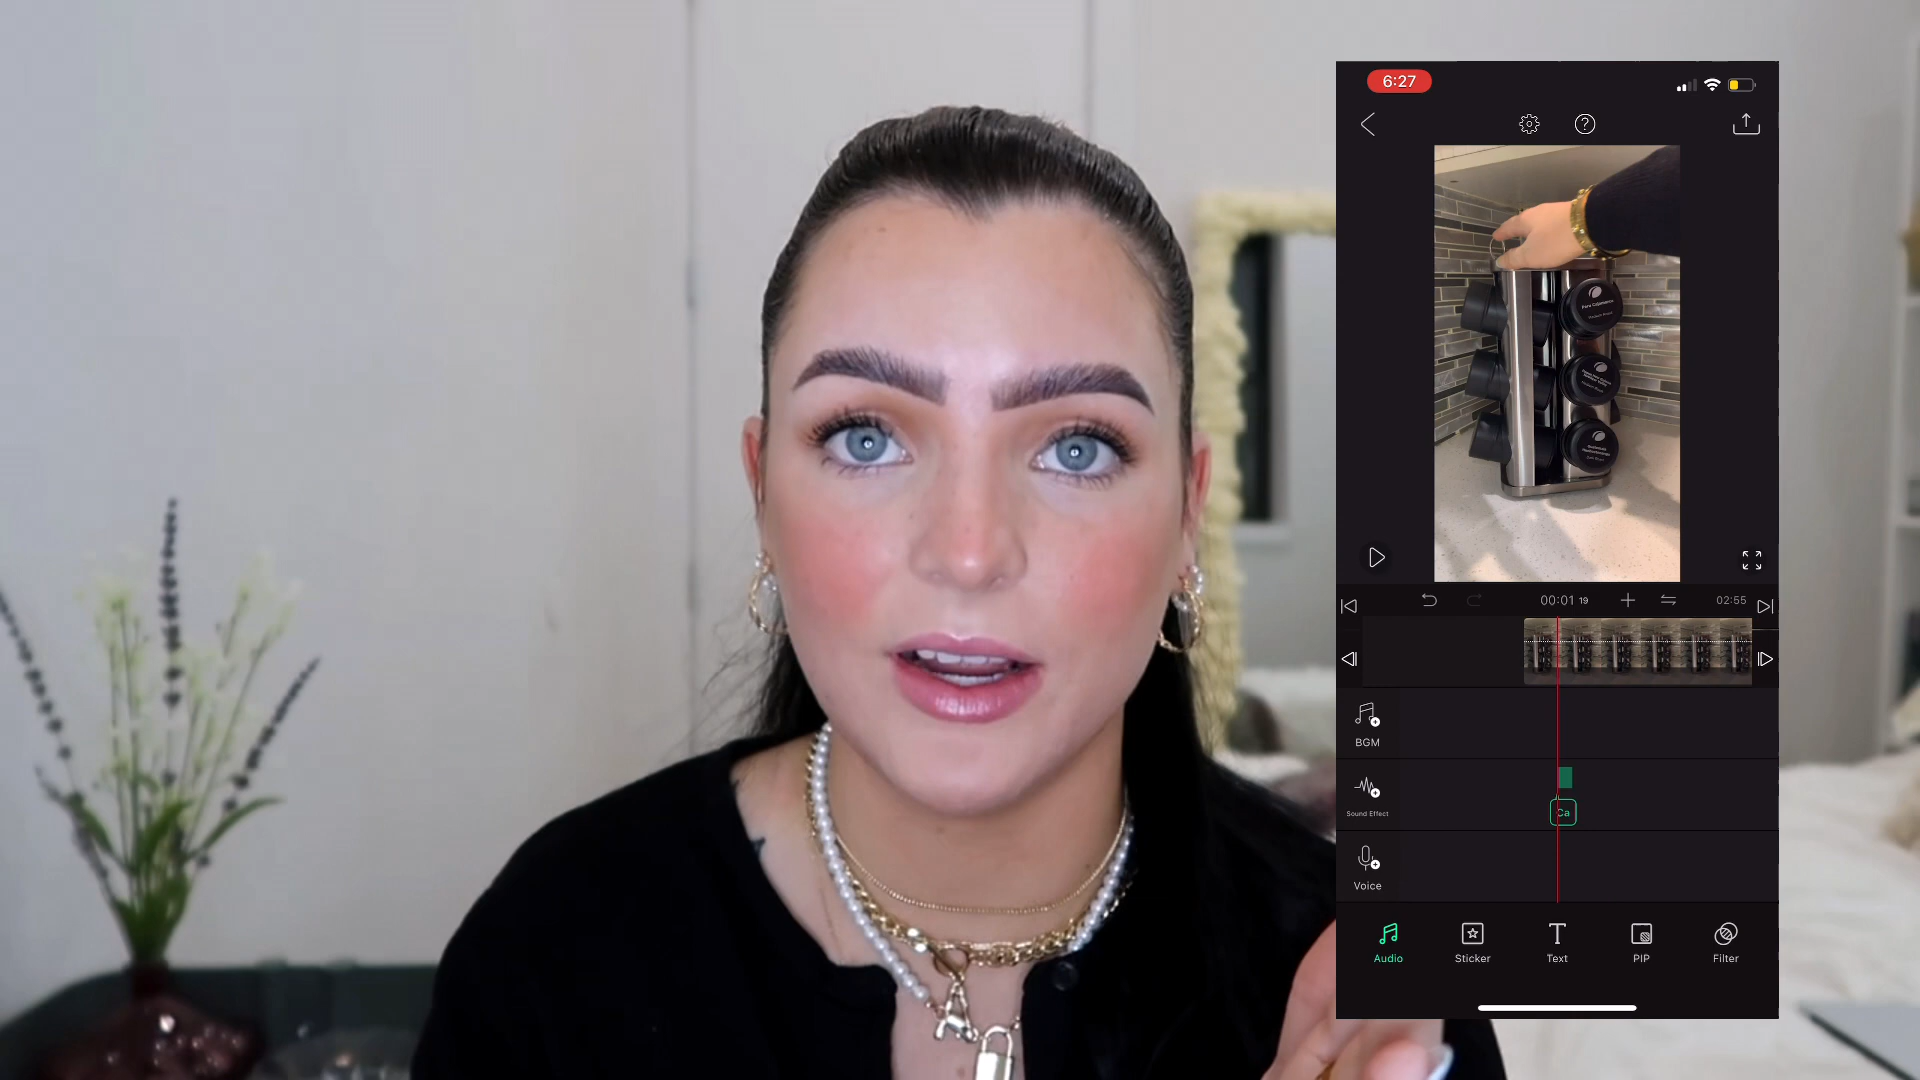 6:27
00:01 19
02:55
BGM
Sound Effect
Ca
Voice
Audio
Sticker
Text
PIP
Filter